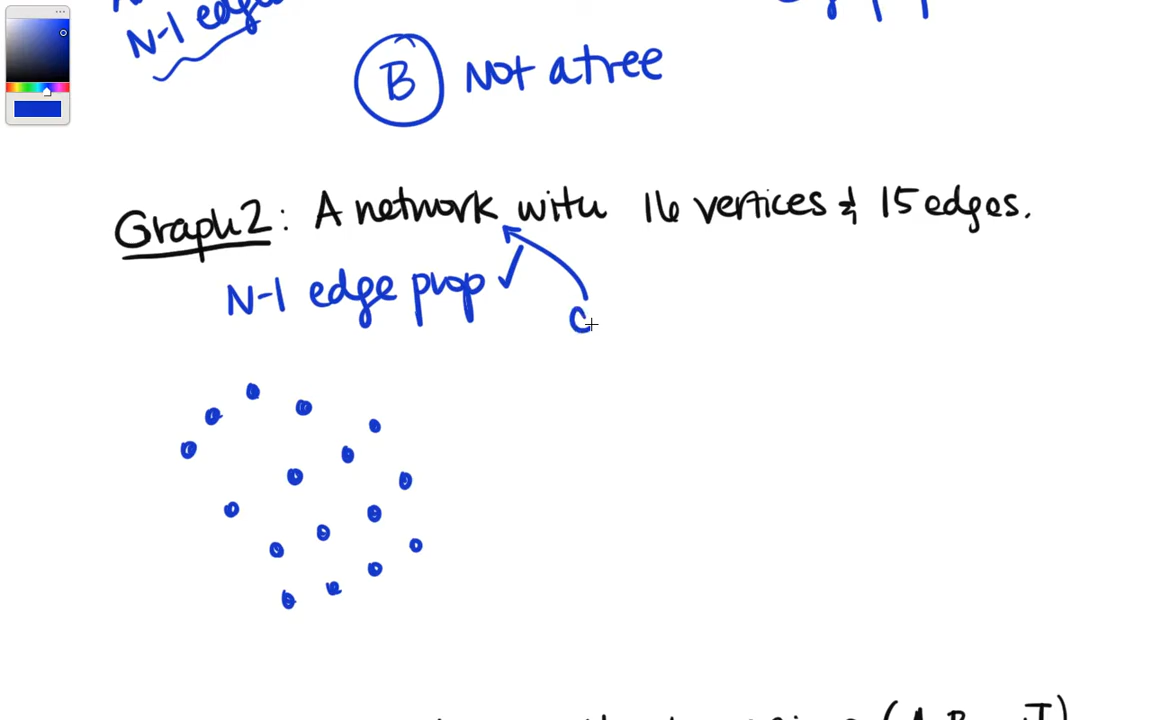 N-1 edge
B Not a tree
Graph 2: A network with 16 vertices & 15 edges.
N-1 edge prop ✓
C